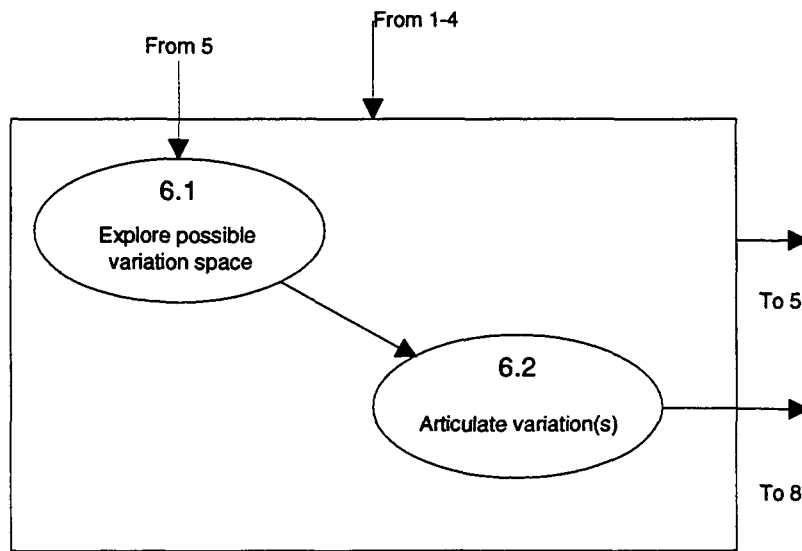 From 1-4
From 5
6.1
Explore possible
variation space
To 5
6.2
Articulate variation(s)
To 8